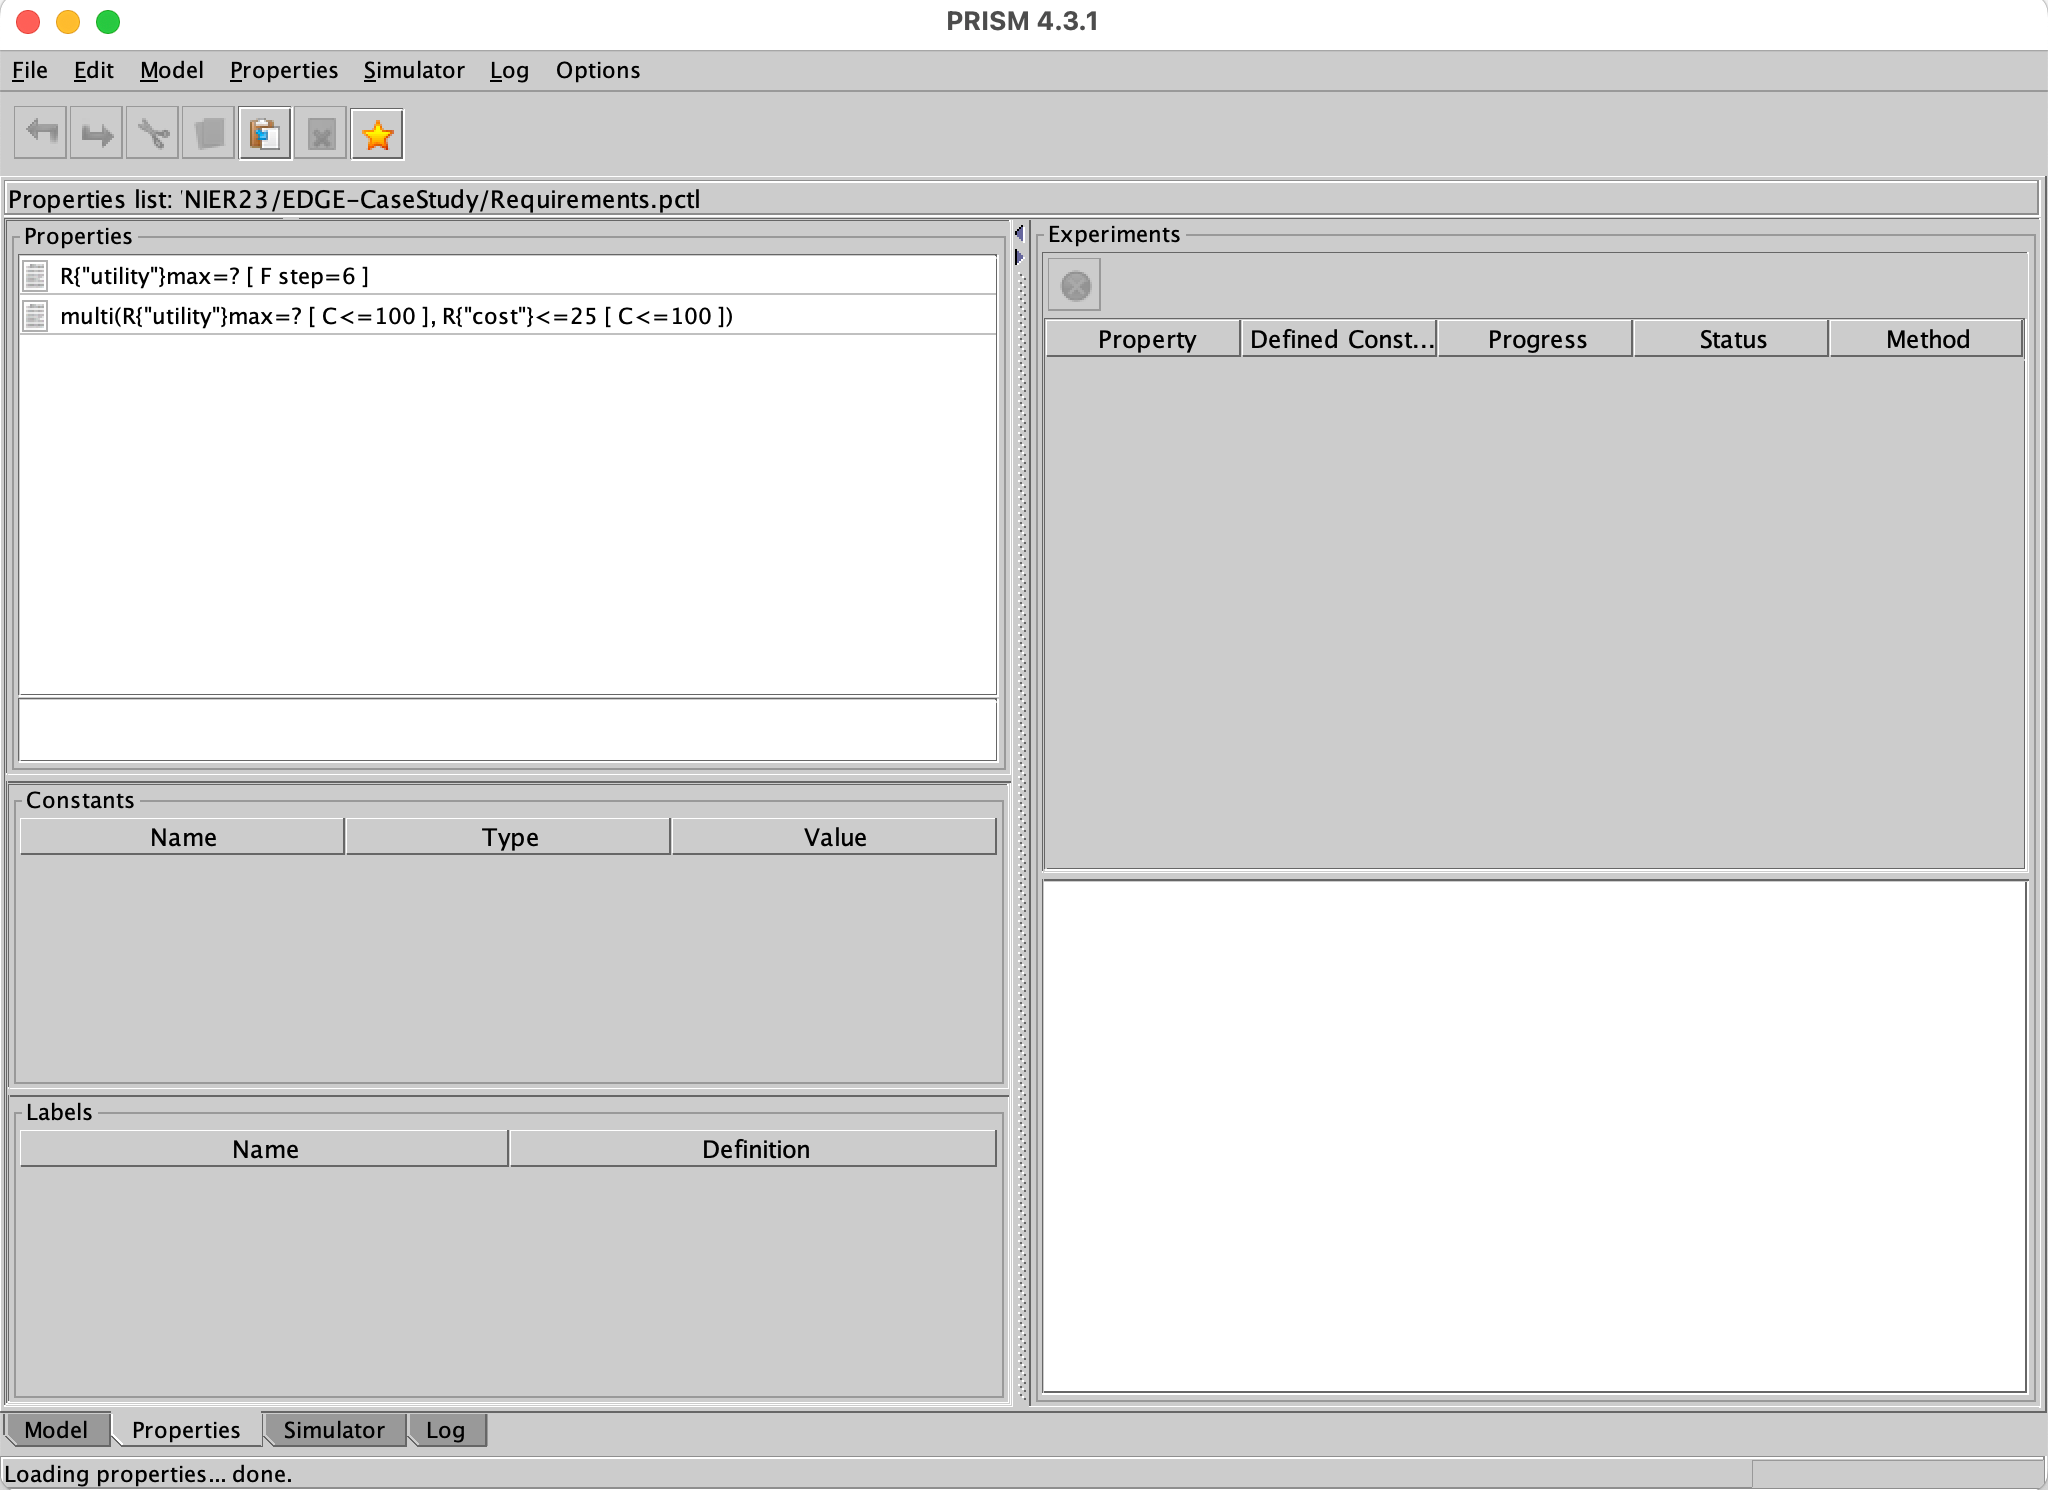 PRISM 4.3.1
File Edit Model Properties Simulator Log Options
Properties list: 'NIER23/EDGE-CaseStudy/Requirements.pctl
Properties
R{"utility"}max=? [ F step=6 ]
multi(R{"utility"}max=? [ C<=100 ], R{"cost"}<=25 [ C<=100 ])
Constants
Name Type Value
Labels
Name Definition
Experiments
Property Defined Const... Progress Status Method
Model Properties Simulator Log
Loading properties... done.